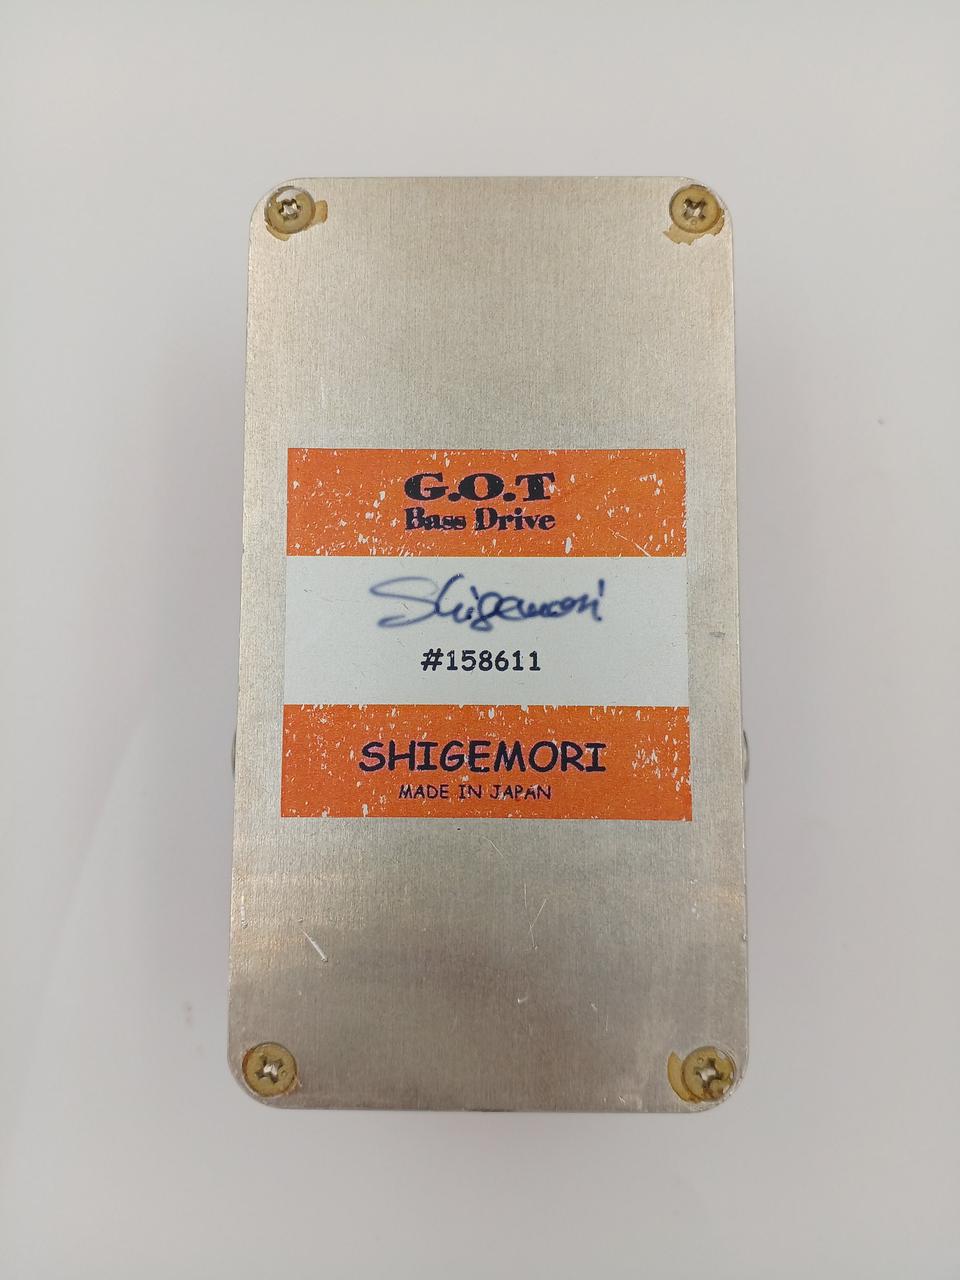 G.O.T
Bass Drive
Shigemori
#158611
SHIGEMORI
MADE IN JAPAN